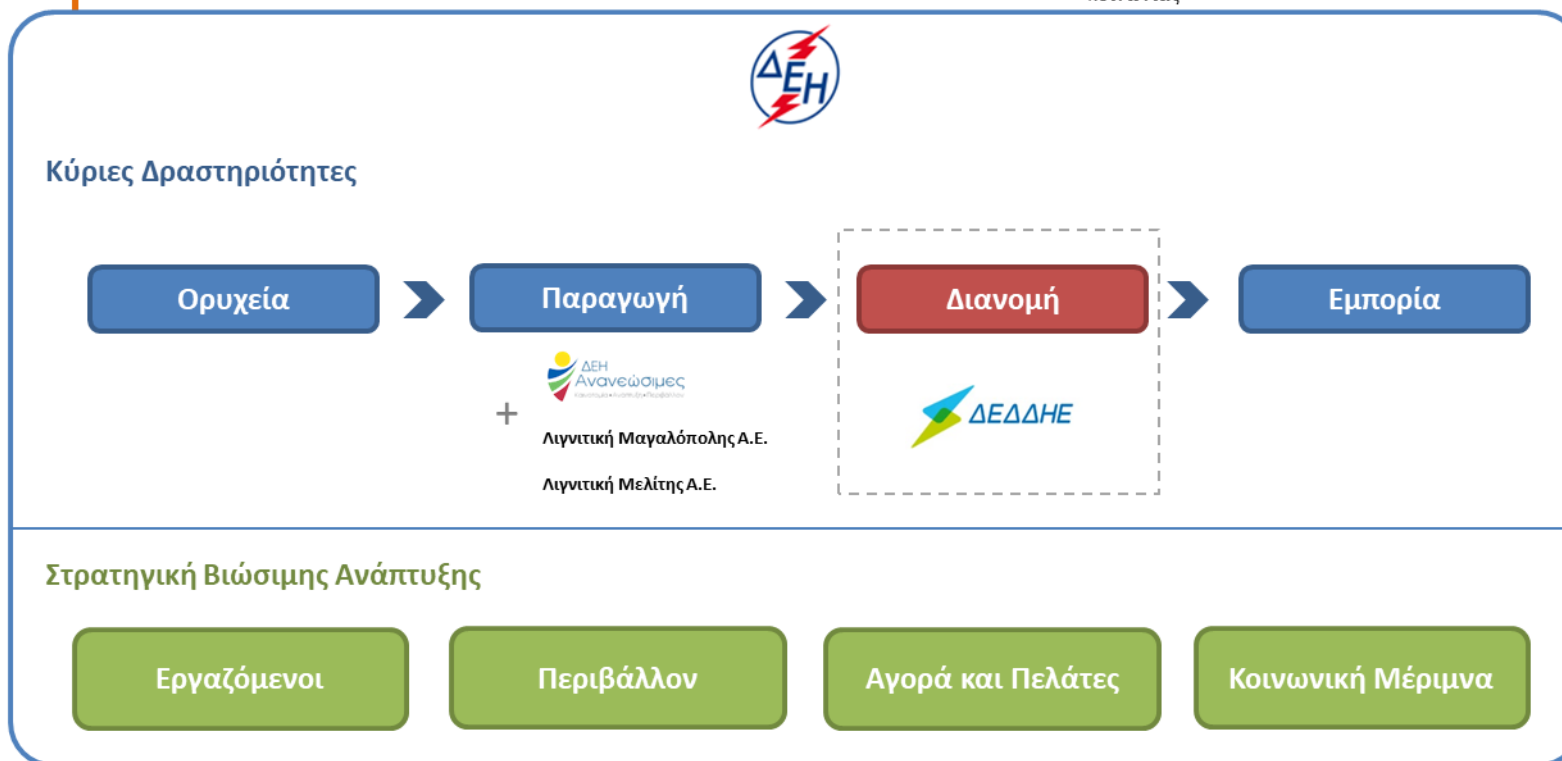 ΔΕΗ
Κύριες Δραστηριότητες
Ορυχεία
Παραγωγή
Διανομή
Εμπορία
ΔΕΗ
Ανανεώσιμες
+
Λιγνιτική Μαγαλόπολης Α.Ε.
Λιγνιτική Μελίτης Α.Ε.
ΔΕΔΔΗΕ
Στρατηγική Βιώσιμης Ανάπτυξης
Εργαζόμενοι
Περιβάλλον
Αγορά και Πελάτες
Κοινωνική Μέριμνα